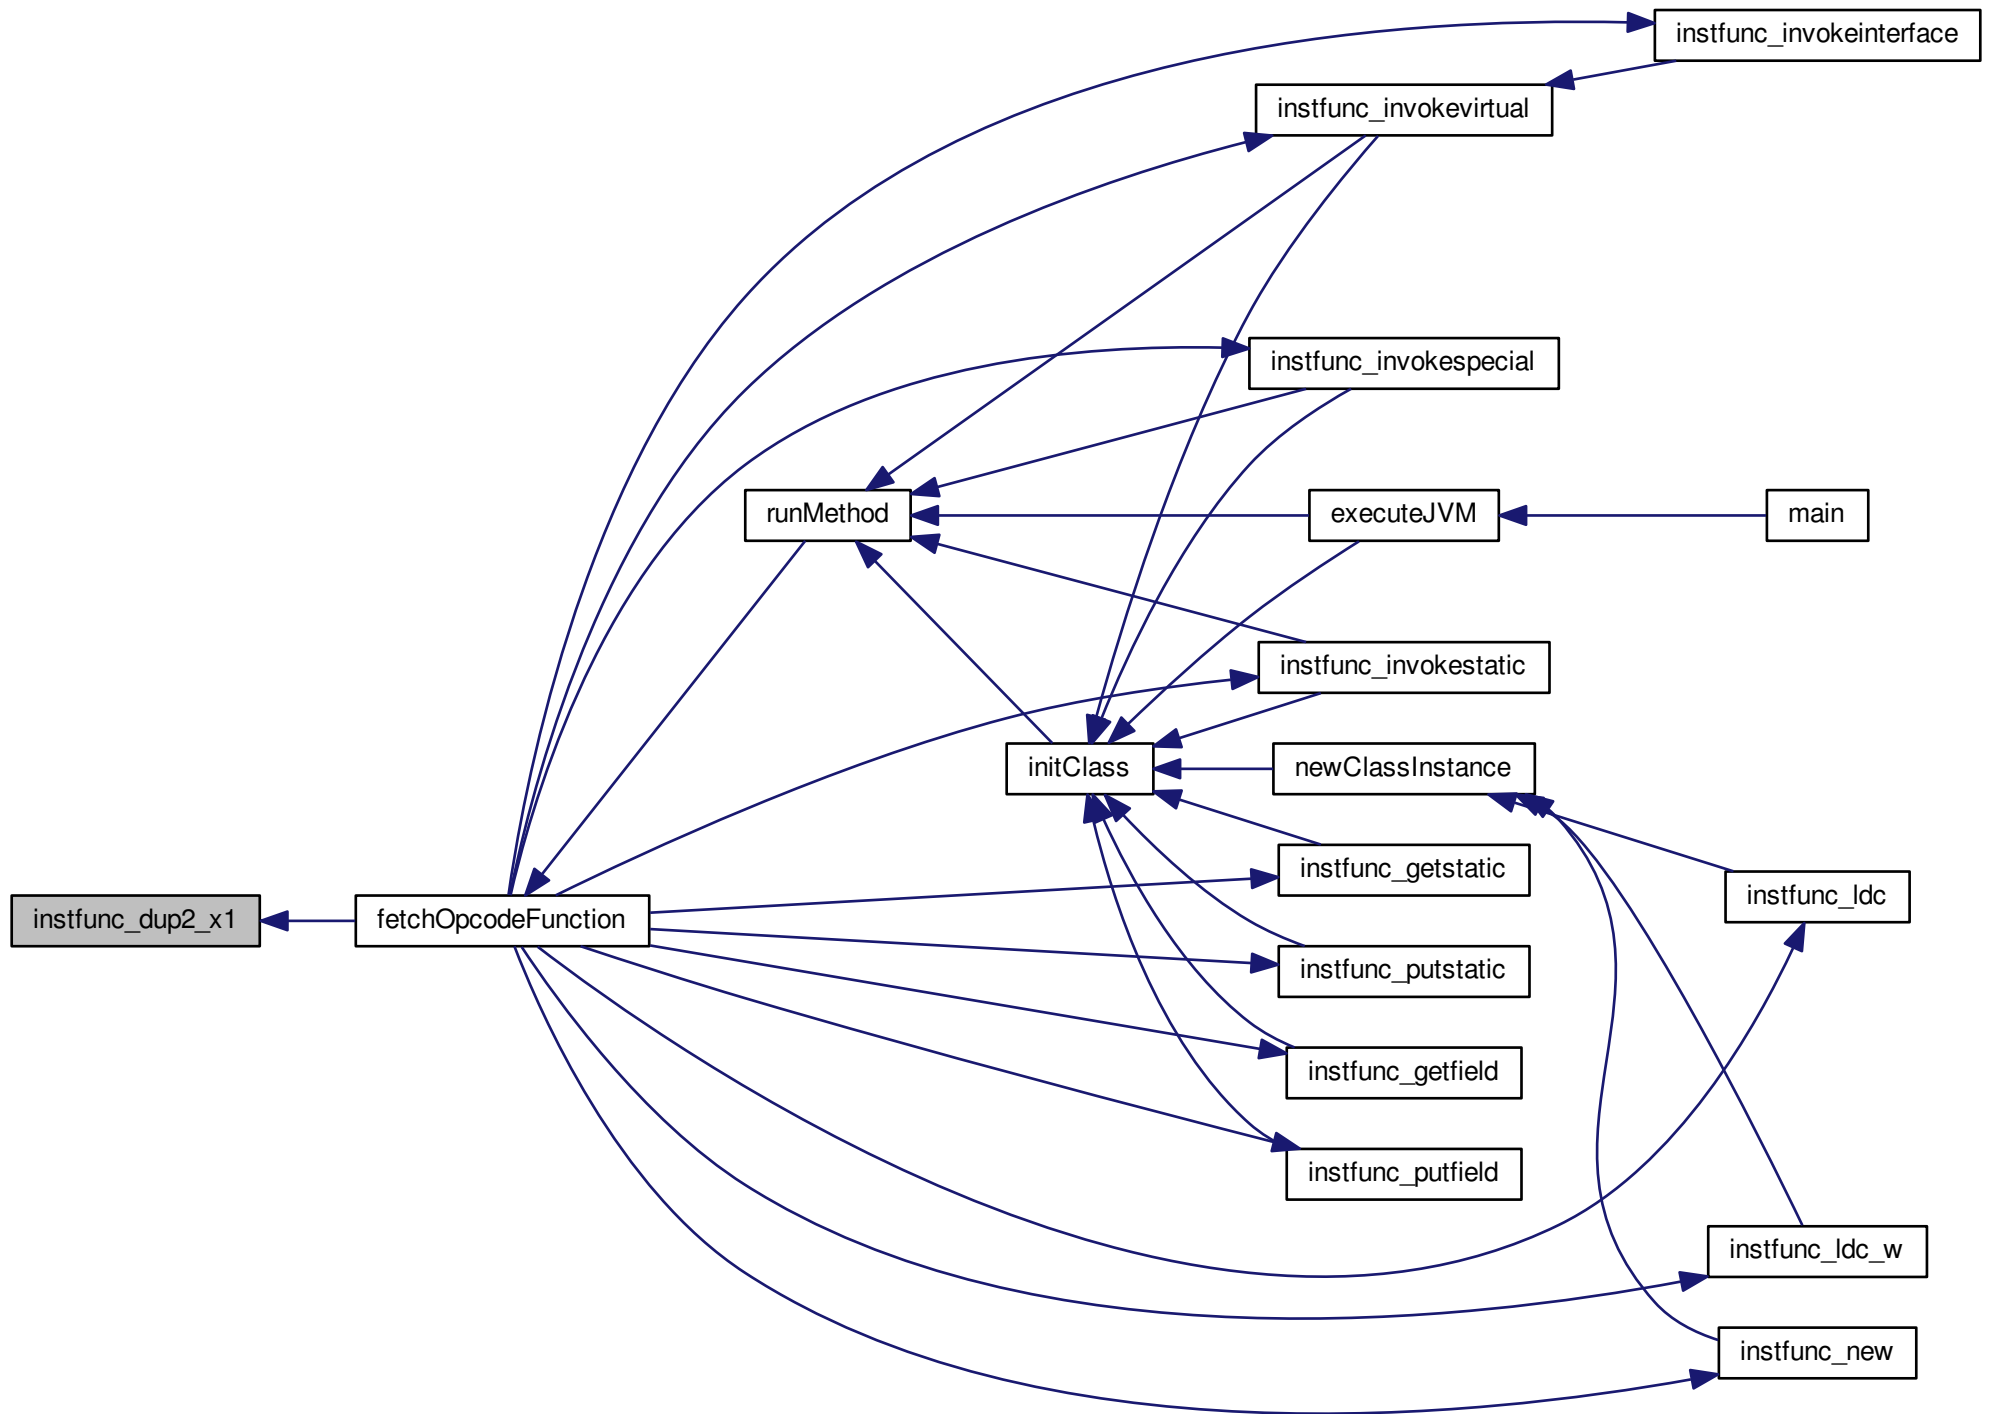 instfunc_invokeinterface
instfunc_invokevirtual
instfunc_invokespecial
runMethod
executeJVM
main
instfunc_invokestatic
initClass
newClassInstance
instfunc_getstatic
instfunc_ldc
instfunc_dup2_x1
fetchOpcodeFunction
instfunc_putstatic
instfunc_getfield
instfunc_putfield
instfunc_ldc_w
instfunc_new